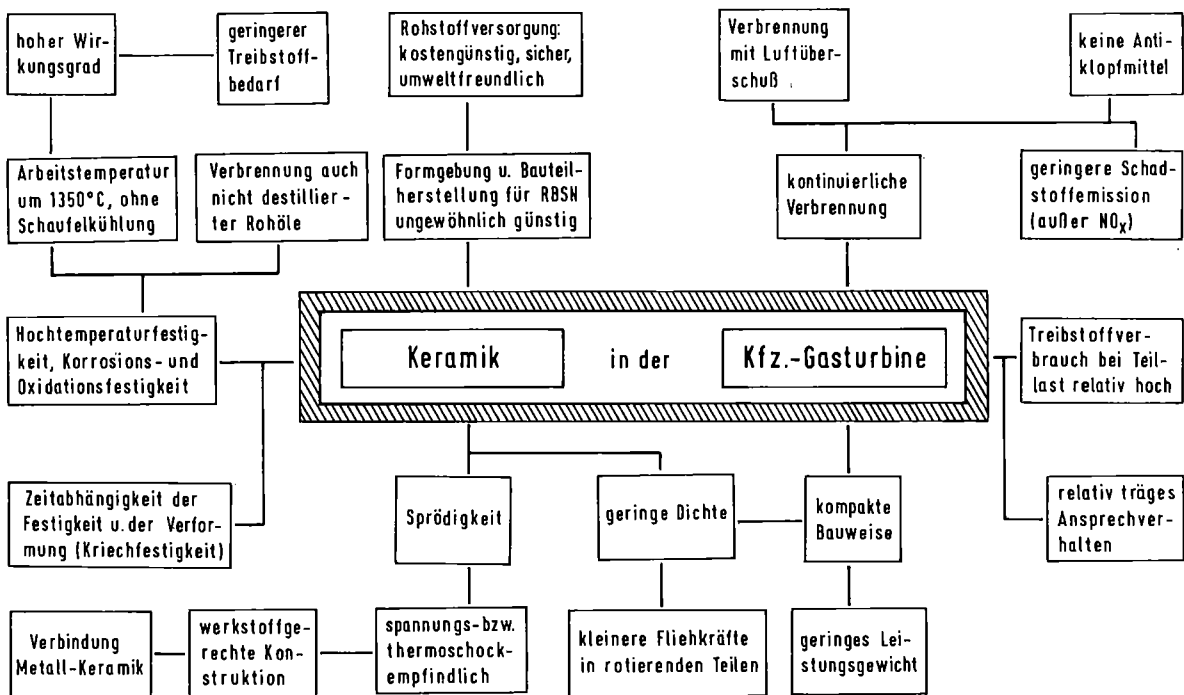 hoher Wir-
kungsgrad
geringerer
Treibstoff-
bedarf
Rohstoffversorgung:
kostengünstig, sicher,
umweltfreundlich
Verbrennung
mit Luftüber-
schuß
keine Anti-
klopfmittel
Arbeitstemperatur
um 1350°C, ohne
Schaufelkühlung
Verbrennung auch
nicht destillier-
ter Rohöle
Formgebung u. Bauteil-
herstellung für RBSN
ungewöhnlich günstig
kontinuierliche
Verbrennung
geringere Schad-
stoffemission
(außer NOx)
Hochtemperaturfestig-
keit, Korrosions- und
Oxidationsfestigkeit
Keramik in der Kfz.-Gasturbine
Treibstoffver-
brauch bei Teil-
last relativ hoch
Zeitabhängigkeit der
Festigkeit u. der Verfor-
mung (Kriechfestigkeit)
Sprödigkeit
geringe Dichte
kompakte
Bauweise
relativ träges
Ansprechver-
halten
Verbindung
Metall-Keramik
werkstoffge-
rechte Kon-
struktion
spannungs- bzw.
thermoschock-
empfindlich
kleinere Fliehkräfte
in rotierenden Teilen
geringes Lei-
stungsgewicht